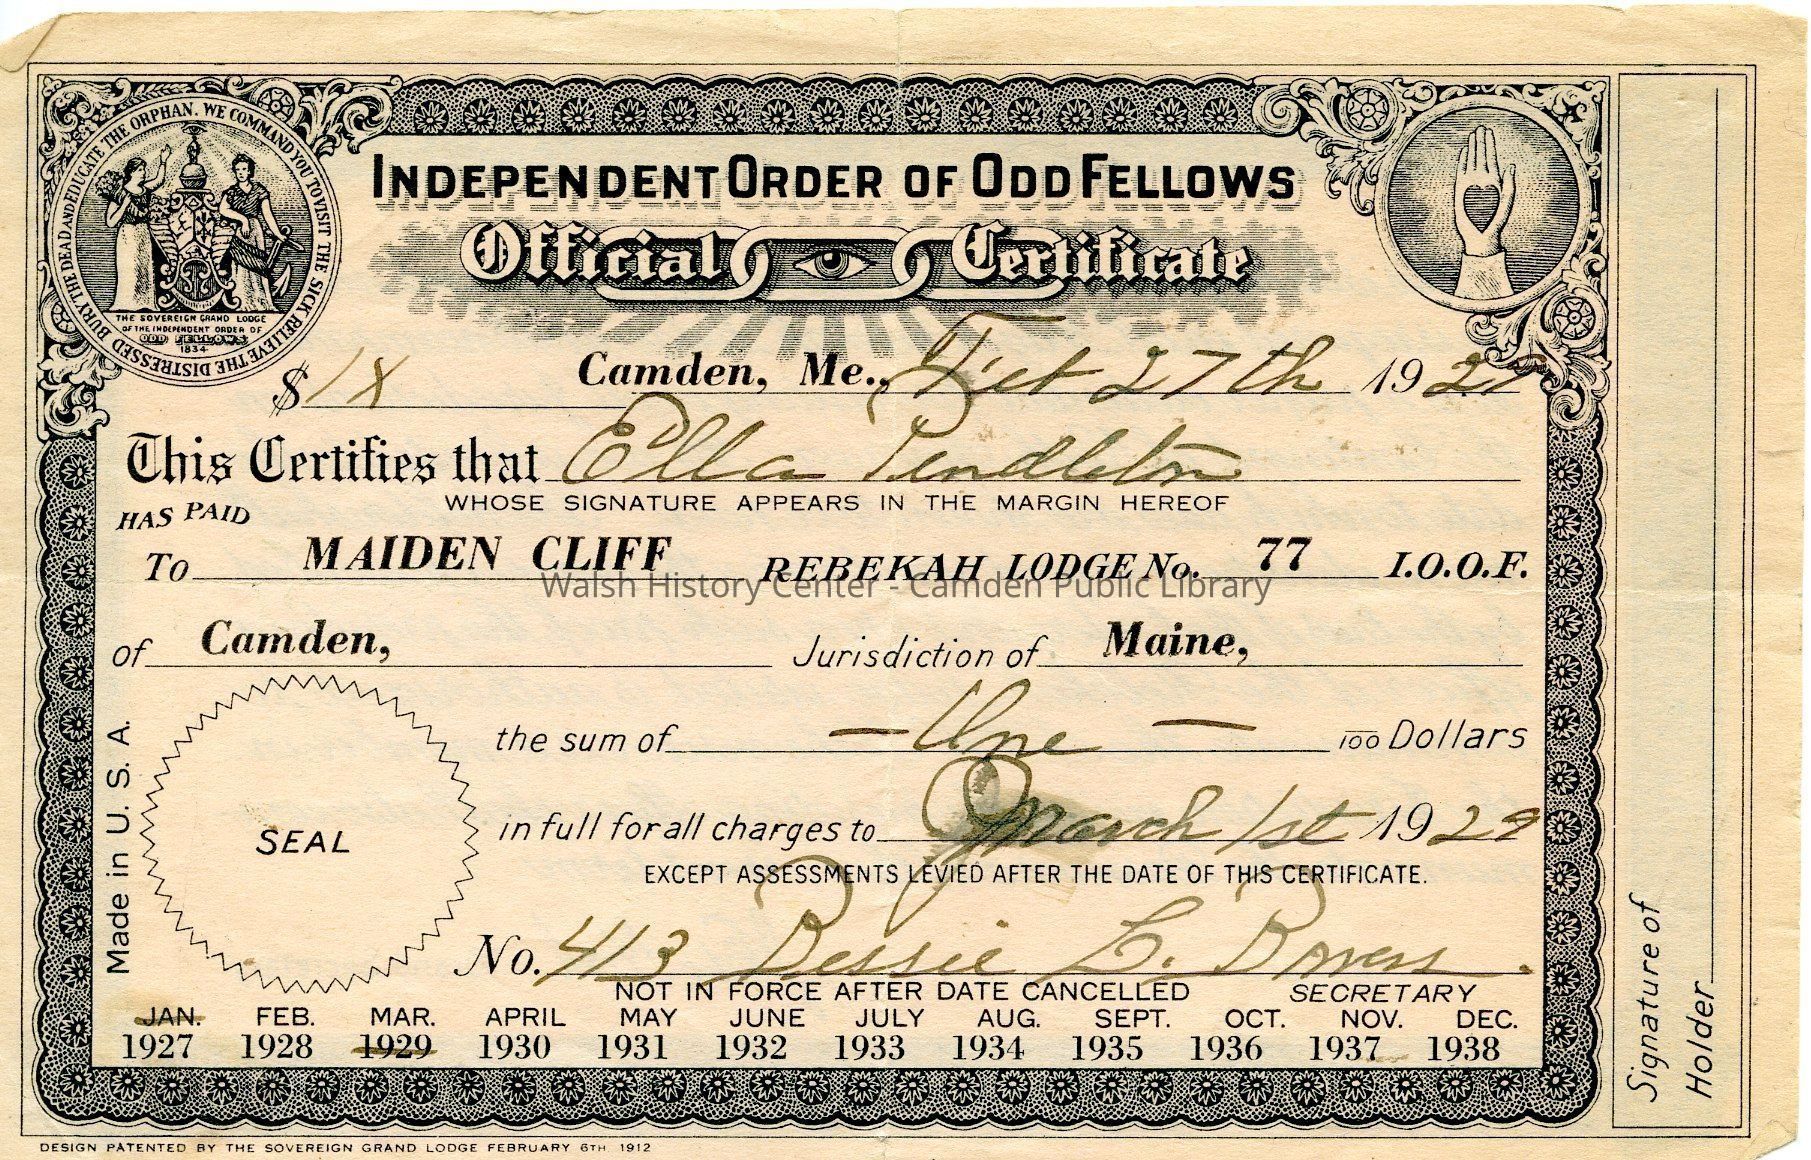 BURY THE DEAD AND EDUCATE THE ORPHAN. WE COMMAND YOU TO VISIT THE SICK RELIEVE THE DISTRESSED
THE SOVEREIGN GRAND LODGE
OF THE INDEPENDENT ORDER OF
ODD FELLOWS
1834
INDEPENDENT ORDER OF ODD FELLOWS
Official Certificate
$ Camden, Me., 27th 192
This Certifies that Ella Pendleton
WHOSE SIGNATURE APPEARS IN THE MARGIN HEREOF
HAS PAID
To MAIDEN CLIFF REBEKAH LODGE No. 77 I.O.O.F.
Walsh History Center - Camden Public Library
of Camden, Jurisdiction of Maine,
the sum of — One — 100 Dollars
in full for all charges to March 1st 1929
EXCEPT ASSESSMENTS LEVIED AFTER THE DATE OF THIS CERTIFICATE.
SEAL
Made in U. S. A.
No. 413 Bessie L. Bowers.
NOT IN FORCE AFTER DATE CANCELLED SECRETARY
JAN. FEB. MAR. APRIL MAY JUNE JULY AUG. SEPT. OCT. NOV. DEC.
1927 1928 1929 1930 1931 1932 1933 1934 1935 1936 1937 1938
Signature of
Holder
DESIGN PATENTED BY THE SOVEREIGN GRAND LODGE FEBRUARY 6TH 1912